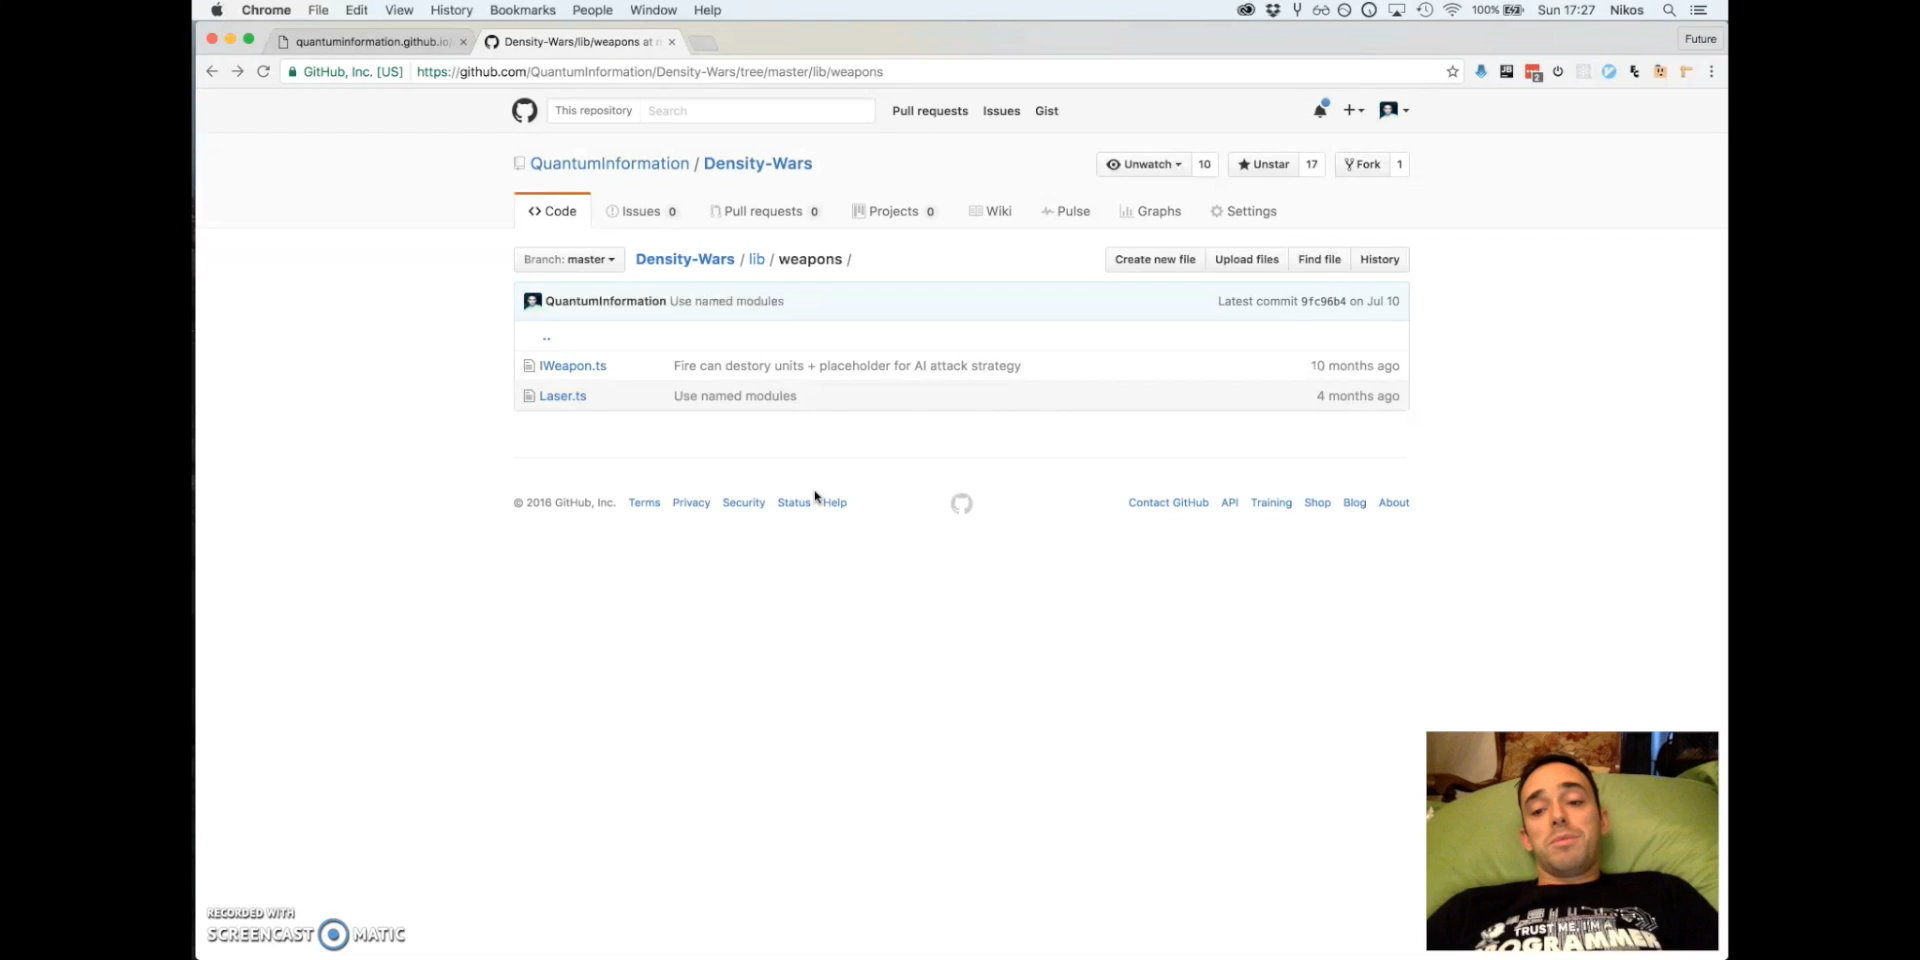 Chrome File Edit View History Bookmarks People Window Help 100% Sun 17:27 Nikos
quantuminformation.github.io/ Density-Wars/lib/weapons at Future
GitHub, Inc. [US] https://github.com/QuantumInformation/Density-Wars/tree/master/lib/weapons 2
This repository Search Pull requests Issues Gist
QuantumInformation / Density-Wars Unwatch 10 Unstar 17 Fork 1
Code Issues 0 Pull requests 0 Projects 0 Wiki Pulse Graphs Settings
Branch: master Density-Wars / lib / weapons / Create new file Upload files Find file History
QuantumInformation Use named modules Latest commit 9fc96b4 on Jul 10
..
IWeapon.ts Fire can destory units + placeholder for AI attack strategy 10 months ago
Laser.ts Use named modules 4 months ago
© 2016 GitHub, Inc. Terms Privacy Security Status Help Contact GitHub API Training Shop Blog About
RECORDED WITH
SCREENCAST MATIC
TRUST ME, I'M A
PROGRAMMER